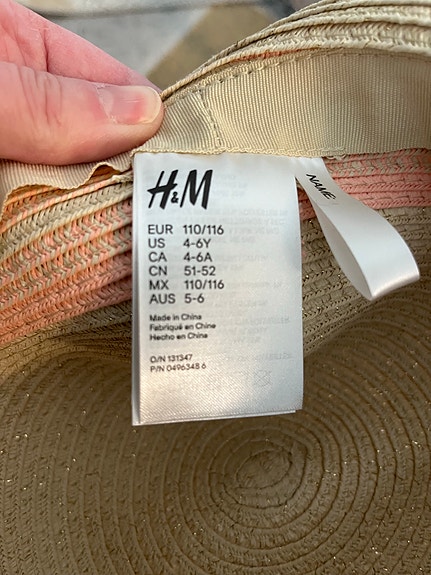 H&M
NAME:
EUR 110/116
US 4-6Y
CA 4-6A
CN 51-52
MX 110/116
AUS 5-6
Made in China
Fabriqué en Chine
Hecho en China
O/N 131347
P/N 0496348 6